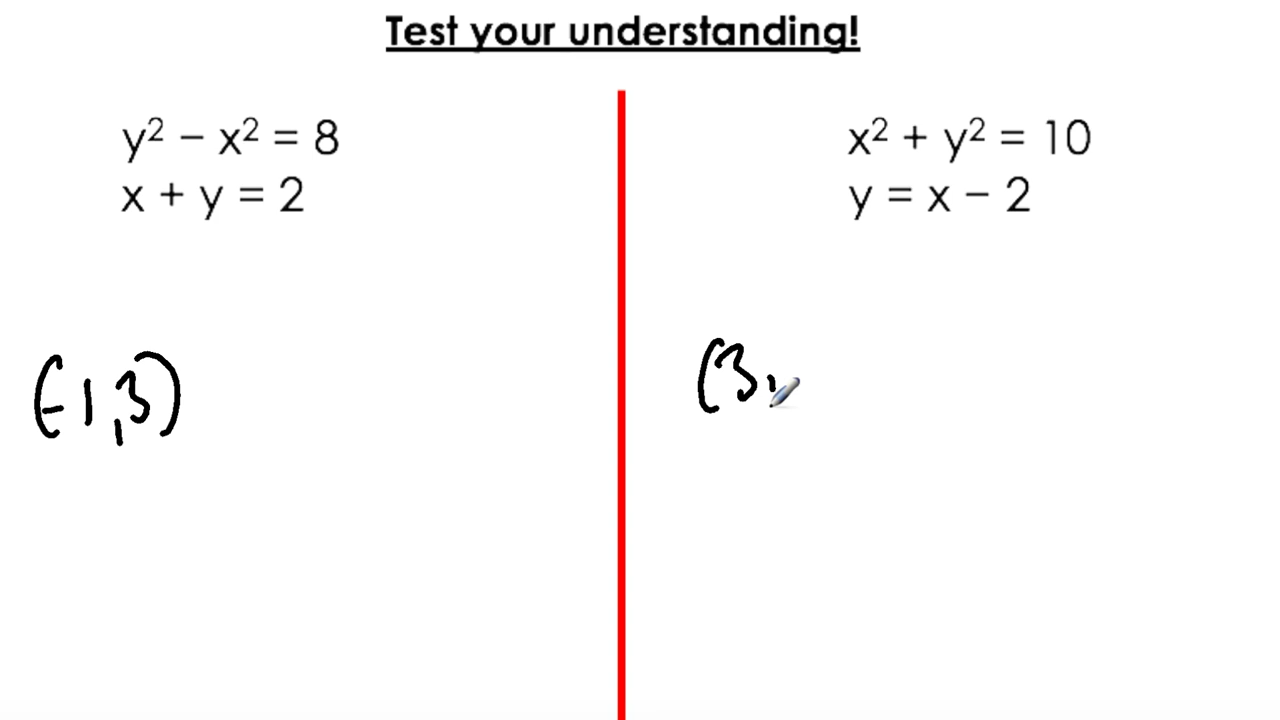 Test your understanding!
y² − x² = 8
x + y = 2
(-1,3)
x² + y² = 10
y = x − 2
(3,